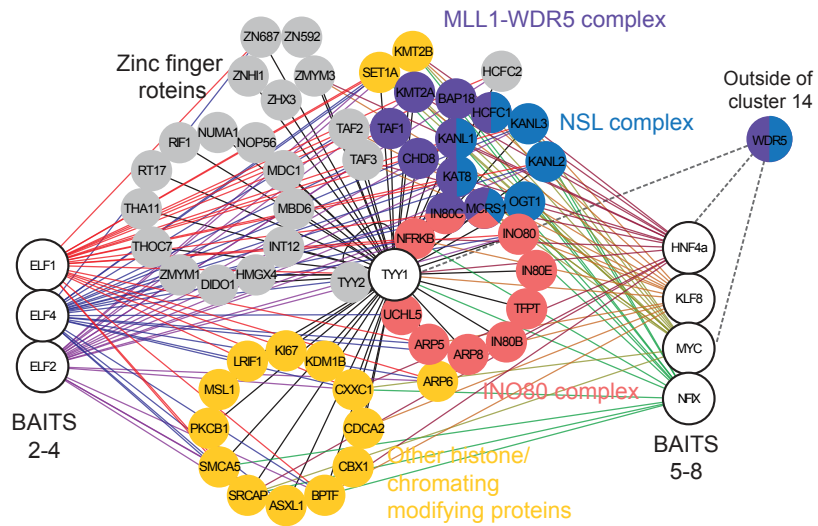 ZN687
ZN592
MLL1-WDR5 complex
KMT2B
Zinc finger
roteins
ZNHI1
ZMYM3
SET1A
HCFC2
Outside of
cluster 14
ZHX3
KMT2A
BAP18
HCFC1
KANL3
NSL complex
WDR5
NUMA1
RIF1
NOP56
TAF2
TAF1
KANL1
TAF3
CHD8
KANL2
RT17
MDC1
KAT8
THA11
MBD6
IN80C
MCRS1
OGT1
THOC7
INT12
NFRKB
INO80
HNF4a
ELF1
ZMYM1
DIDO1
HMGX4
TYY2
TYY1
IN80E
KLF8
ELF4
UCHL5
TFPT
ELF2
LRIF1
KI67
KDM1B
ARP5
ARP8
IN80B
MYC
MSL1
CXXC1
ARP6
INO80 complex
NFIX
BAITS
2-4
PKCB1
CDCA2
BAITS
5-8
SMCA5
CBX1
Other histone/
chromating
modifying proteins
SRCAP
ASXL1
BPTF